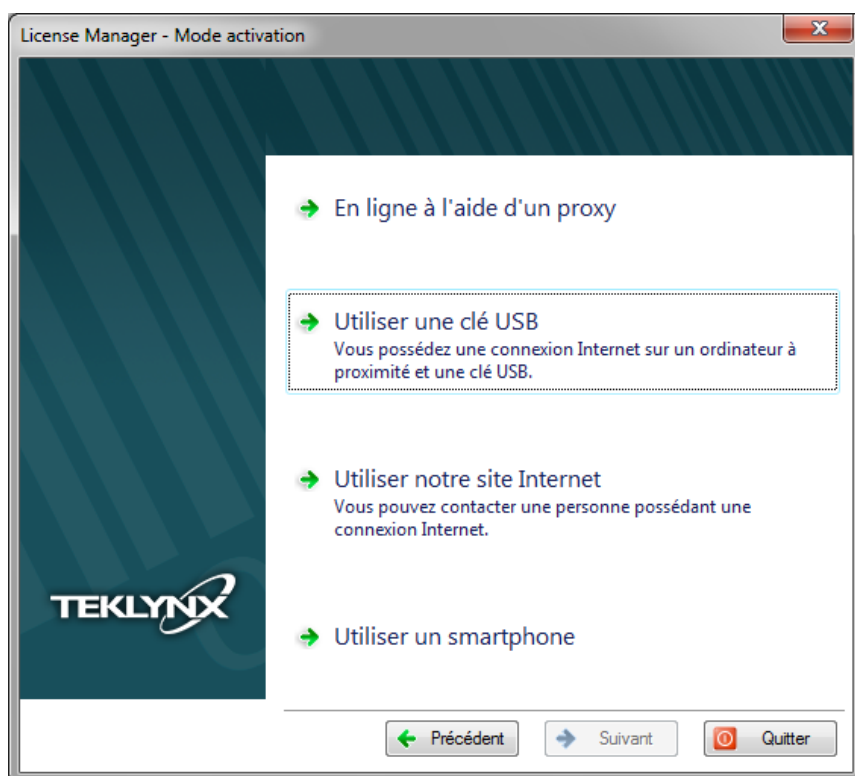 License Manager - Mode activation
En ligne à l'aide d'un proxy
Utiliser une clé USB
Vous possédez une connexion Internet sur un ordinateur à
proximité et une clé USB.
Utiliser notre site Internet
Vous pouvez contacter une personne possédant une
connexion Internet.
TEKLYNX
Utiliser un smartphone
Précédent
Suivant
Quitter